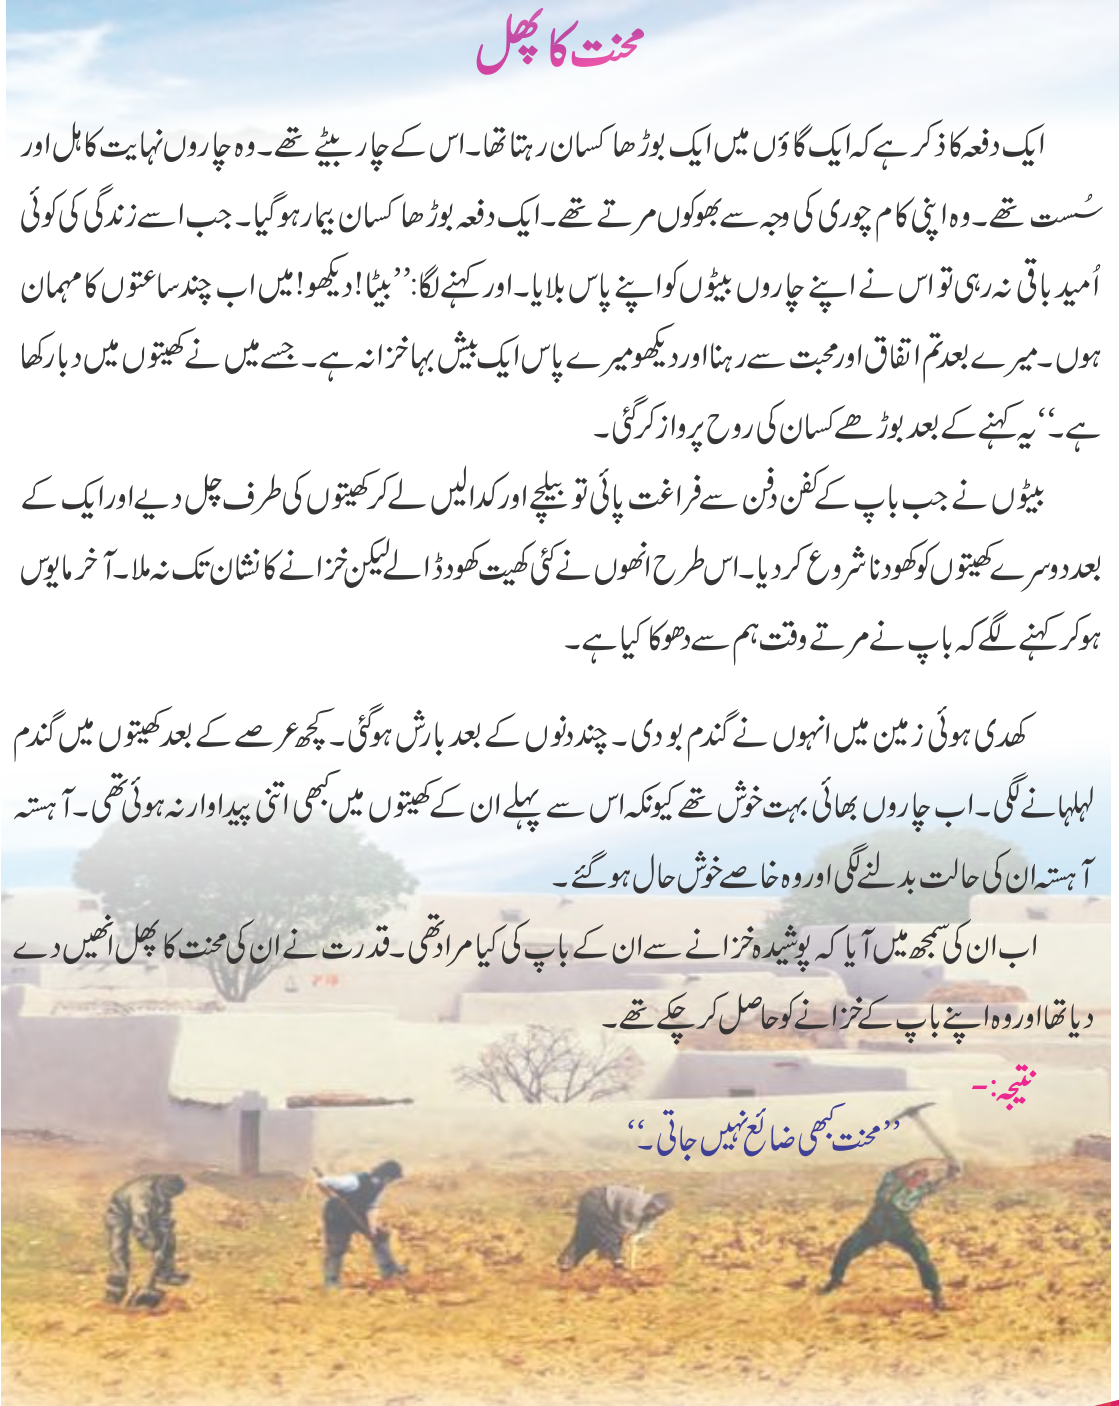 محنت کا پھل
ایک دفعہ کا ذکر ہے کہ ایک گاؤں میں ایک بوڑھا کسان رہتا تھا۔ اس کے چار بیٹے تھے۔ وہ چاروں نہایت کاہل اور
سُست تھے۔ وہ اپنی کام چوری کی وجہ سے بھوکوں مرتے تھے۔ ایک دفعہ بوڑھا کسان بیمار ہوگیا۔ جب اسے زندگی کی کوئی
اُمید باقی نہ رہی تو اس نے اپنے چاروں بیٹوں کو اپنے پاس بلایا۔ اور کہنے لگا: ”بیٹا! دیکھو! میں اب چند ساعتوں کا مہمان
ہوں۔ میرے بعد تم اتفاق اور محبت سے رہنا اور دیکھو میرے پاس ایک بیش بہا خزانہ ہے۔ جسے میں نے کھیتوں میں دبا رکھا
ہے۔“ یہ کہنے کے بعد بوڑھے کسان کی روح پرواز کرگئی۔
بیٹوں نے جب باپ کے کفن دفن سے فراغت پائی تو بیلچے اور کدالیں لے کر کھیتوں کی طرف چل دیے اور ایک کے
بعد دوسرے کھیتوں کو کھودنا شروع کردیا۔ اس طرح انھوں نے کئی کھیت کھود ڈالے لیکن خزانے کا نشان تک نہ ملا۔ آخر مایوس
ہوکر کہنے لگے کہ باپ نے مرتے وقت ہم سے دھوکا کیا ہے۔
کھدی ہوئی زمین میں انہوں نے گندم بو دی۔ چند دنوں کے بعد بارش ہوگئی۔ کچھ عرصے کے بعد کھیتوں میں گندم
لہلہانے لگی۔ اب چاروں بھائی بہت خوش تھے کیونکہ اس سے پہلے ان کے کھیتوں میں کبھی اتنی پیداوار نہ ہوئی تھی۔ آہستہ
آہستہ ان کی حالت بدلنے لگی اور وہ خاصے خوش حال ہوگئے۔
اب ان کی سمجھ میں آیا کہ پوشیدہ خزانے سے ان کے باپ کی کیا مراد تھی۔ قدرت نے ان کی محنت کا پھل انھیں دے
دیا تھا اور وہ اپنے باپ کے خزانے کو حاصل کر چکے تھے۔
نتیجہ:-
”محنت کبھی ضائع نہیں جاتی۔“